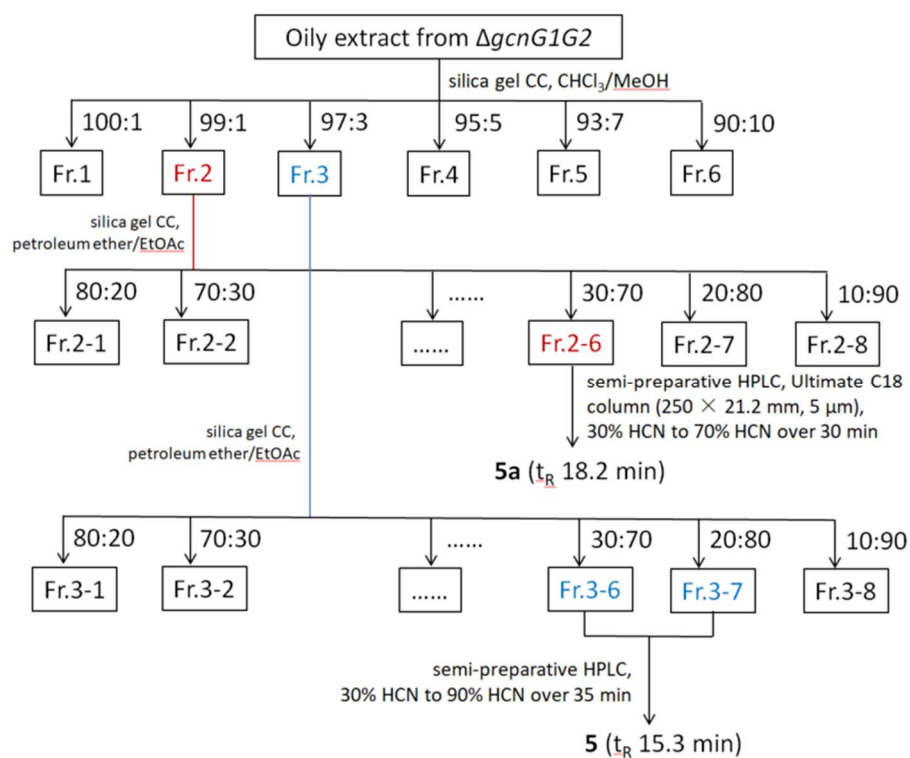 Oily extract from ΔgcnG1G2
silica gel CC, CHCl₃/MeOH
100:1 99:1 97:3 95:5 93:7 90:10
Fr.1 Fr.2 Fr.3 Fr.4 Fr.5 Fr.6
silica gel CC,
petroleum ether/EtOAc
80:20 70:30 …… 30:70 20:80 10:90
Fr.2-1 Fr.2-2 …… Fr.2-6 Fr.2-7 Fr.2-8
semi-preparative HPLC, Ultimate C18
column (250 × 21.2 mm, 5 μm),
30% HCN to 70% HCN over 30 min
silica gel CC,
petroleum ether/EtOAc
5a (tR 18.2 min)
80:20 70:30 …… 30:70 20:80 10:90
Fr.3-1 Fr.3-2 …… Fr.3-6 Fr.3-7 Fr.3-8
semi-preparative HPLC,
30% HCN to 90% HCN over 35 min
5 (tR 15.3 min)